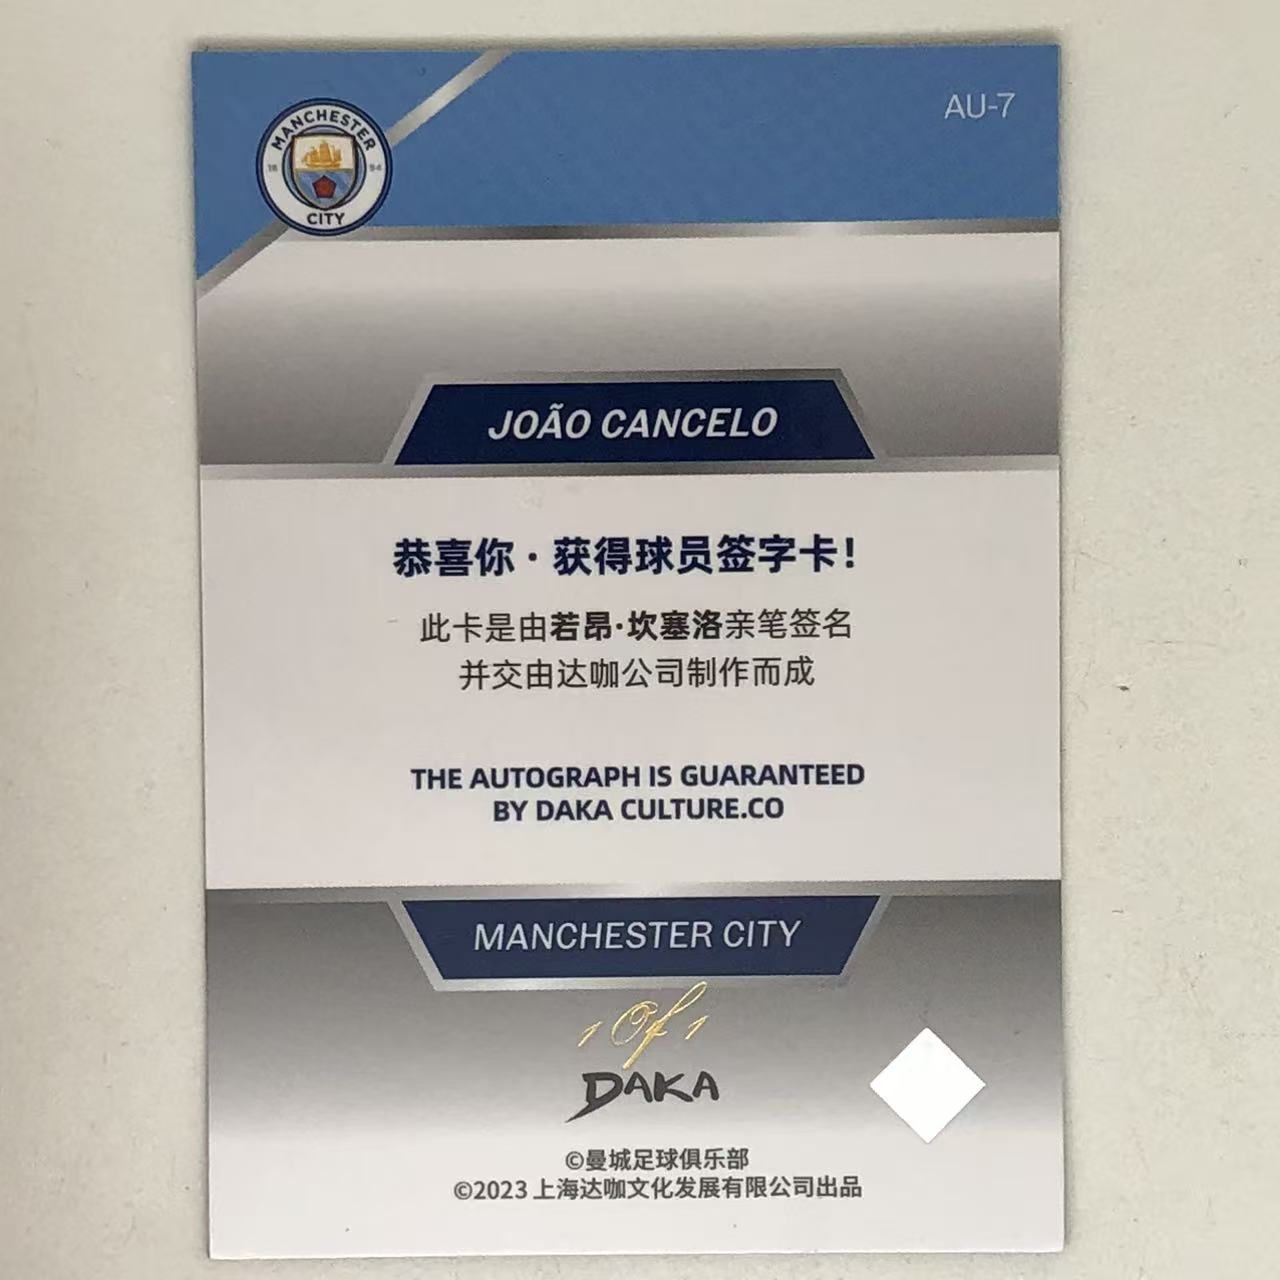 AU-7
MANCHESTER
18 94
CITY
JOÃO CANCELO
恭喜你·获得球员签字卡!
此卡是由若昂·坎塞洛亲笔签名
并交由达咖公司制作而成
THE AUTOGRAPH IS GUARANTEED
BY DAKA CULTURE.CO
MANCHESTER CITY
1 Of 1
DAKA
©曼城足球俱乐部
©2023 上海达咖文化发展有限公司出品